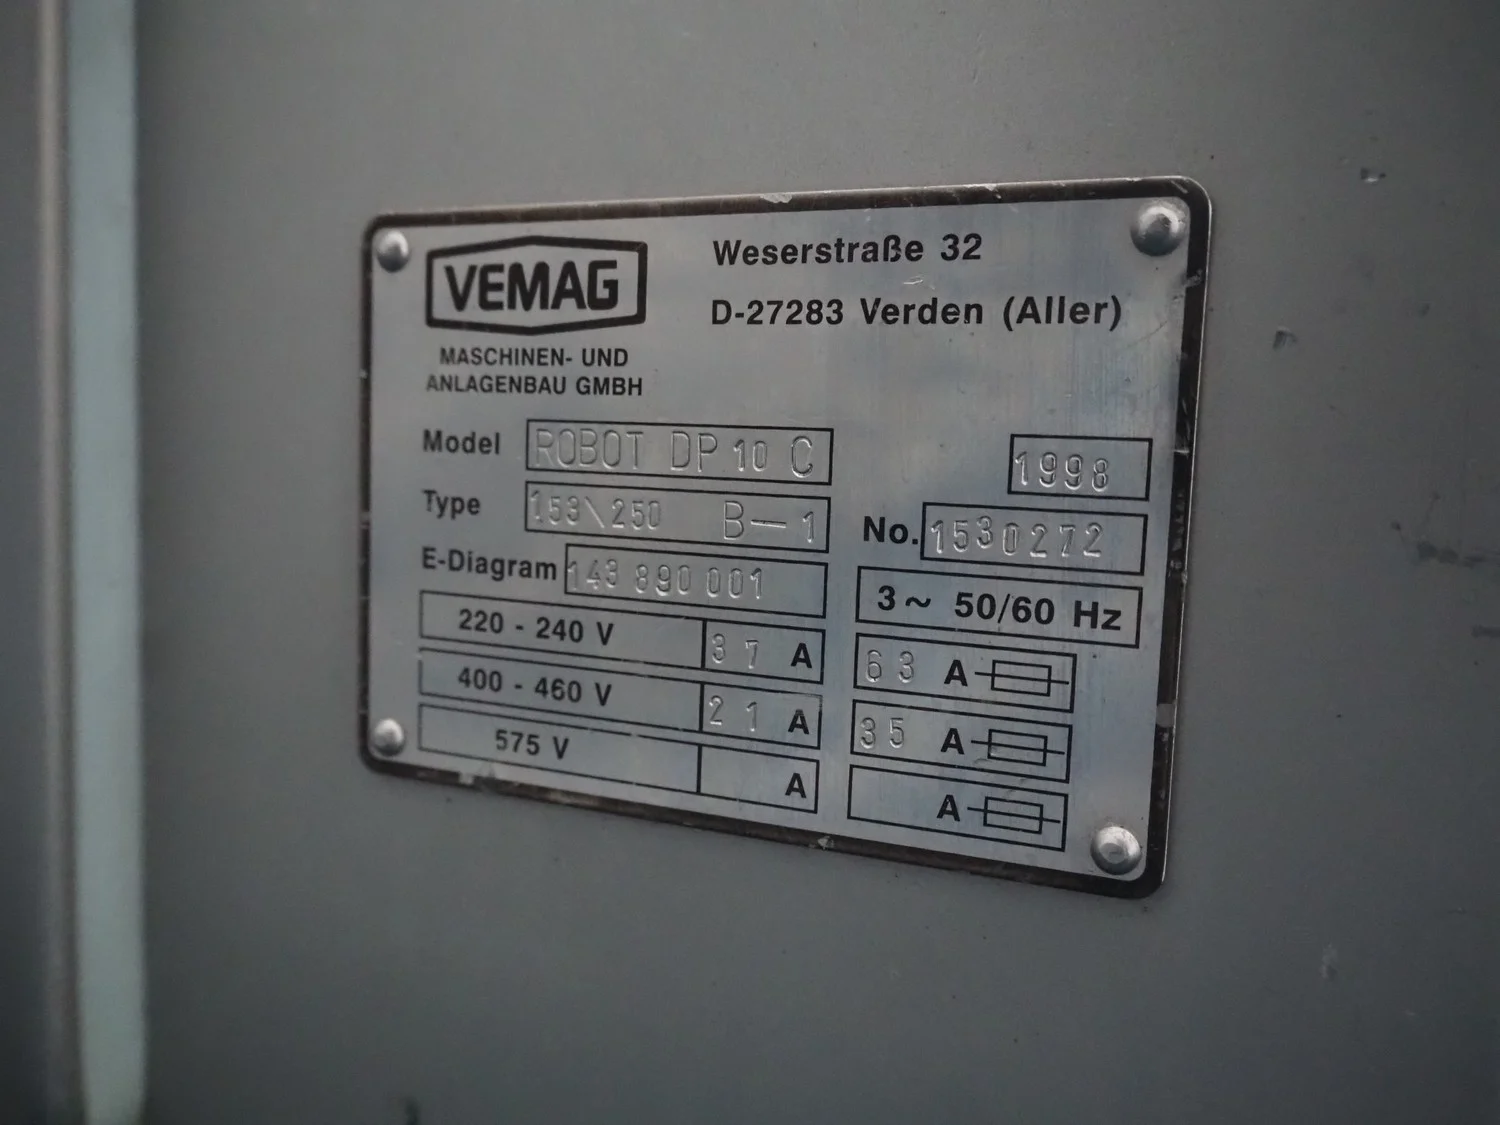 VEMAG
MASCHINEN- UND
ANLAGENBAU GMBH
Weserstraße 32
D-27283 Verden (Aller)
Model ROBOT DP 10 C
1998
Type 153\250 B-1
No. 1530272
E-Diagram 143 890 001
3~ 50/60 Hz
220 - 240 V 37 A 63 A
400 - 460 V 21 A 35 A
575 V A A